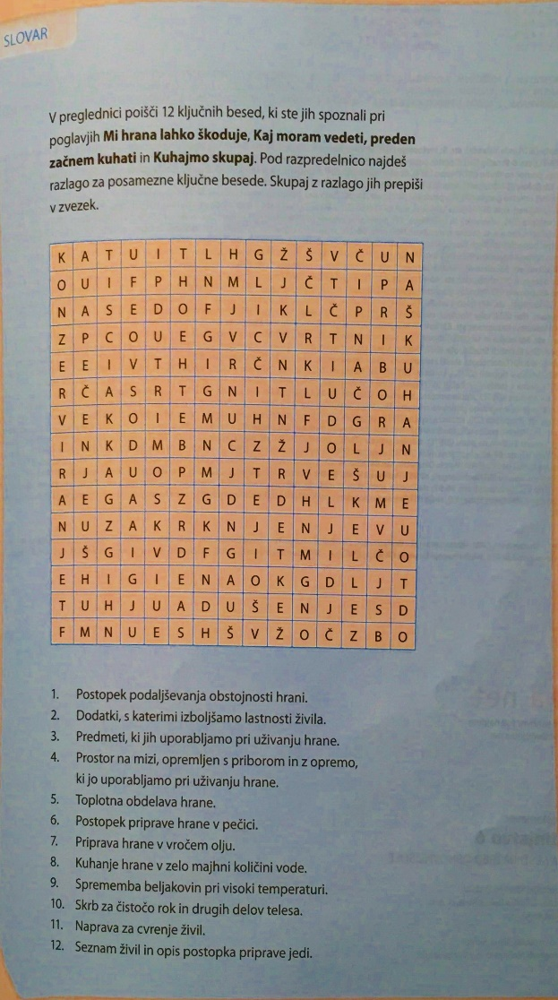 SLOVAR
V preglednici poišči 12 ključnih besed, ki ste jih spoznali pri
poglavjih Mi hrana lahko škoduje, Kaj moram vedeti, preden
začnem kuhati in Kuhajmo skupaj. Pod razpredelnico najdeš
razlago za posamezne ključne besede. Skupaj z razlago jih prepiši
v zvezek.
K A T U I T L H G Ž Š V Č U N
O U I F P H N M L J Č T I P A
N A S E D O F J I K L Č P R Š
Z P C O U E G V C V R T N I K
E E I V T H I R Č N K I A B U
R Č A S R T G N I T L U Č O H
V E K O I E M U H N F D G R A
I N K D M B N C Z Ž J O L J N
R J A U O P M J T R V E Š U J
A E G A S Z G D E D H L K M E
N U Z A K R K N J E N J E V U
J Š G I V D F G I T M I L Č O
E H I G I E N A O K G D L J T
T U H J U A D U Š E N J E S D
F M N U E S H Š V Ž O Č Z B O
1. Postopek podaljševanja obstojnosti hrani.
2. Dodatki, s katerimi izboljšamo lastnosti živila.
3. Predmeti, ki jih uporabljamo pri uživanju hrane.
4. Prostor na mizi, opremljen s priborom in z opremo,
ki jo uporabljamo pri uživanju hrane.
5. Toplotna obdelava hrane.
6. Postopek priprave hrane v pečici.
7. Priprava hrane v vročem olju.
8. Kuhanje hrane v zelo majhni količini vode.
9. Sprememba beljakovin pri visoki temperaturi.
10. Skrb za čistočo rok in drugih delov telesa.
11. Naprava za cvrenje živil.
12. Seznam živil in opis postopka priprave jedi.